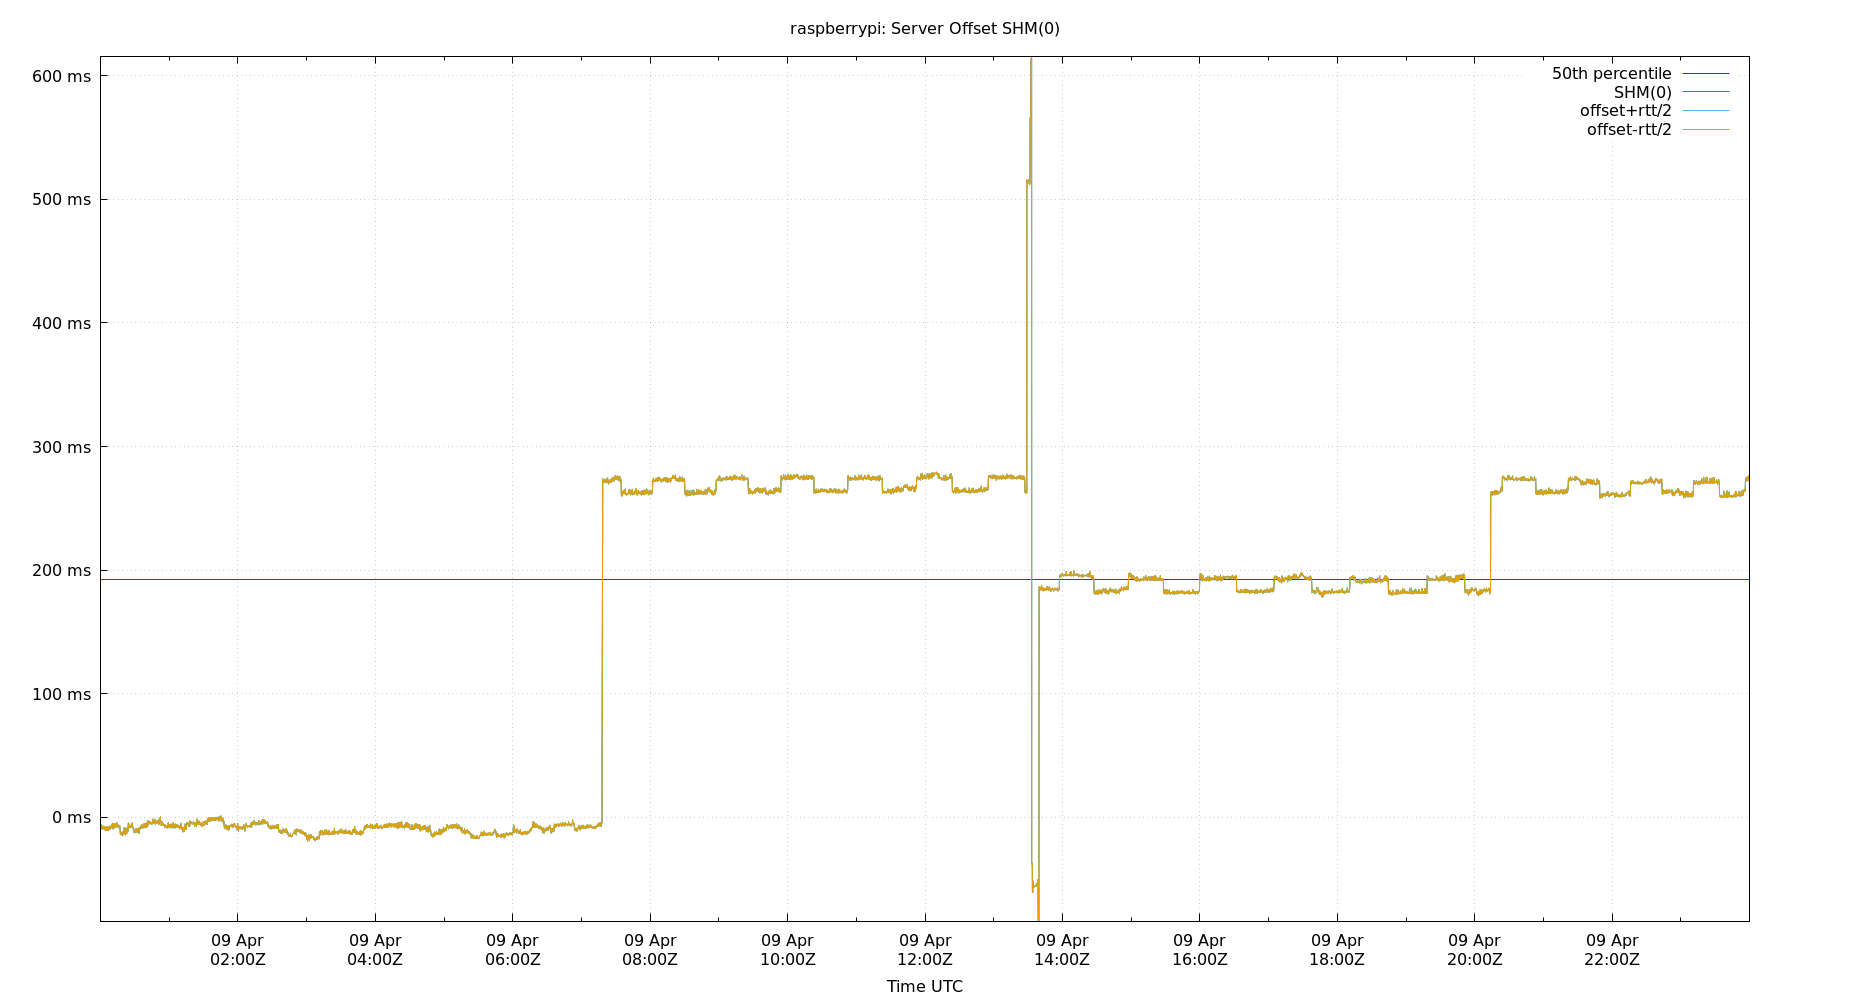 raspberrypi: Server Offset SHM(0)
600 ms
500 ms
400 ms
300 ms
200 ms
100 ms
0 ms
50th percentile
SHM(0)
offset+rtt/2
offset-rtt/2
09 Apr 09 Apr 09 Apr 09 Apr 09 Apr 09 Apr 09 Apr 09 Apr 09 Apr 09 Apr 09 Apr
02:00Z 04:00Z 06:00Z 08:00Z 10:00Z 12:00Z 14:00Z 16:00Z 18:00Z 20:00Z 22:00Z
Time UTC